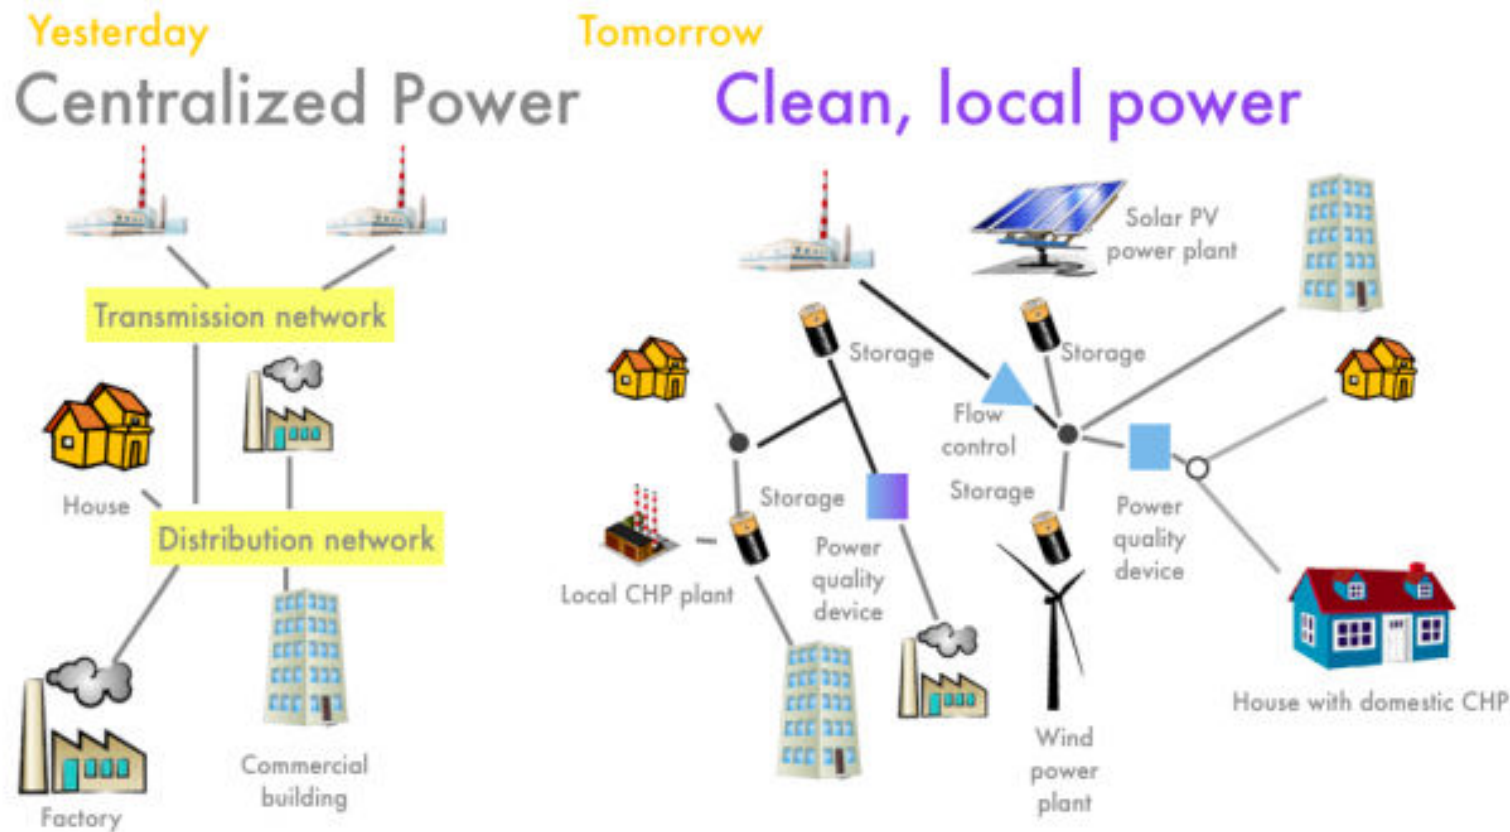 Yesterday
Centralized Power
Transmission network
House
Distribution network
Commercial
building
Factory
Tomorrow
Clean, local power
Solar PV
power plant
Storage
Storage
Flow
control
Storage
Storage
Power
quality
device
Power
quality
device
Local CHP plant
House with domestic CHP
Wind
power
plant